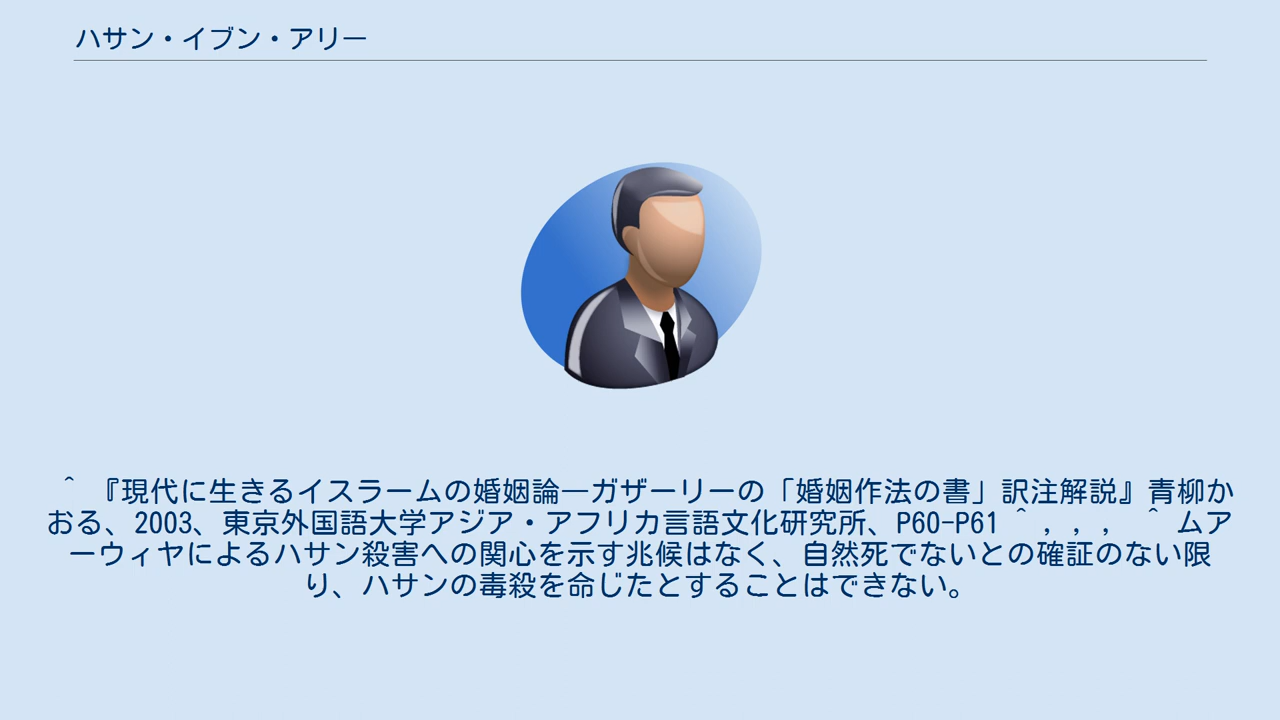 ハサン・イブン・アリー
^ 『現代に生きるイスラームの婚姻論―ガザーリーの「婚姻作法の書」訳注解説』青柳か
おる、2003、東京外国語大学アジア・アフリカ言語文化研究所、P60-P61 ^ , , , ^ ムア
ーウィヤによるハサン殺害への関心を示す兆候はなく、自然死でないとの確証のない限
り、ハサンの毒殺を命じたとすることはできない。